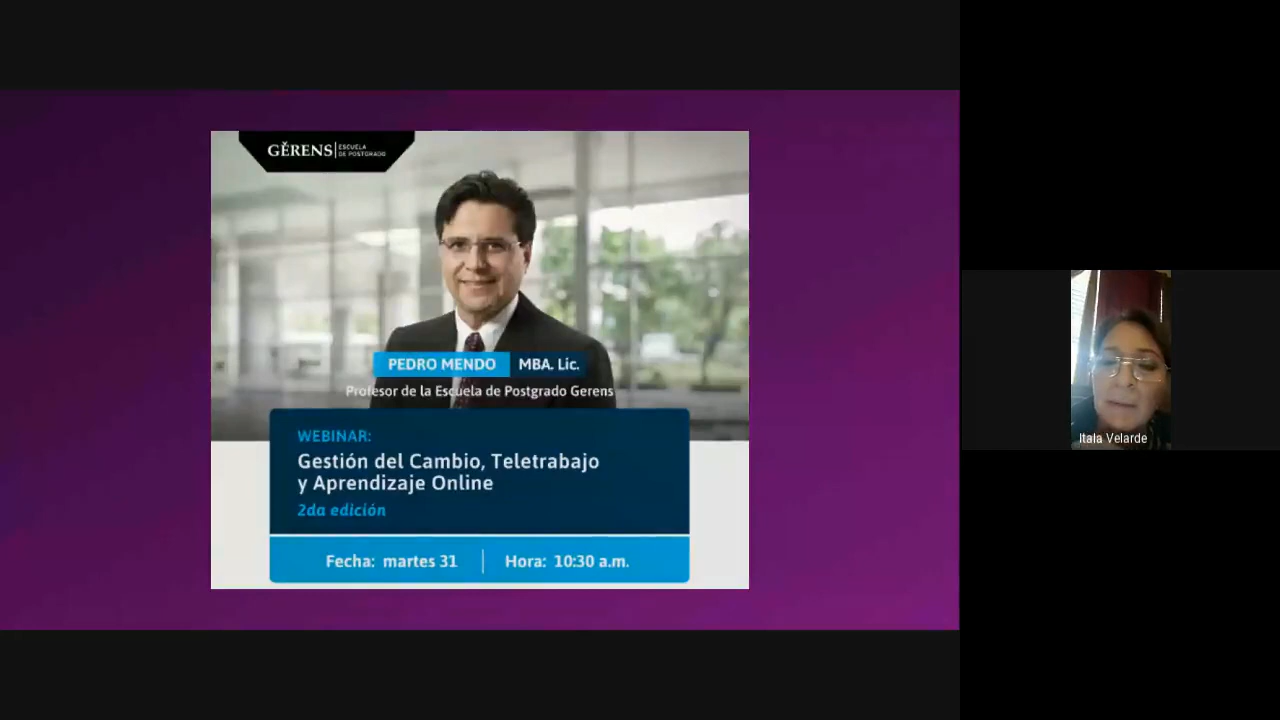 GĚRENS
ESCUELA
DE POSTGRADO
PEDRO MENDO MBA. Lic.
Profesor de la Escuela de Postgrado Gerens
WEBINAR:
Gestión del Cambio, Teletrabajo
y Aprendizaje Online
2da edición
Fecha: martes 31 Hora: 10:30 a.m.
Itala Velarde